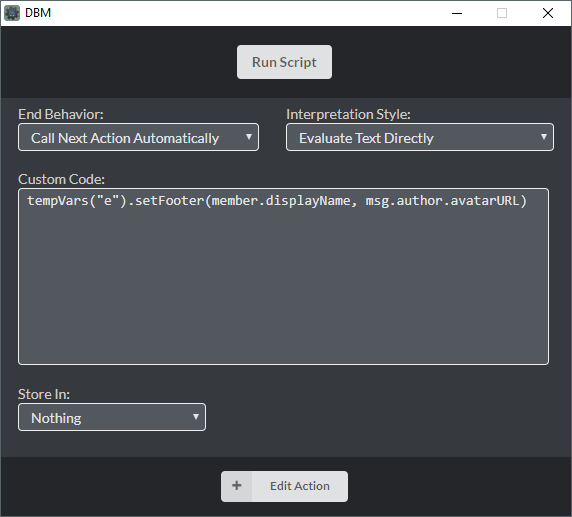 DBM
Run Script
End Behavior:
Interpretation Style:
Call Next Action Automatically
Evaluate Text Directly
Custom Code:
tempVars("e").setFooter(member.displayName, msg.author.avatarURL)
Store In:
Nothing
Edit Action